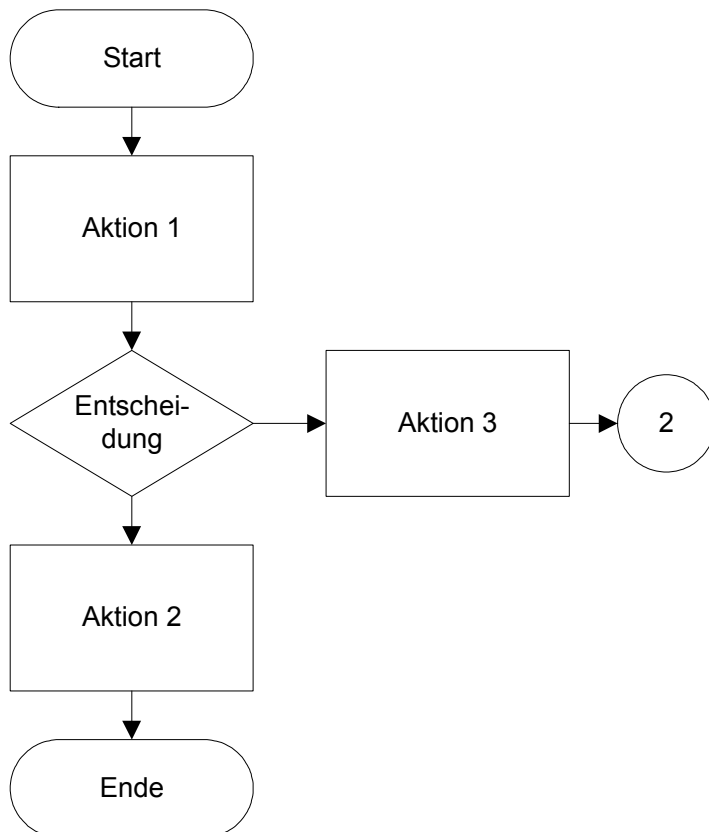 Start
Aktion 1
Entschei-
dung
Aktion 3
2
Aktion 2
Ende